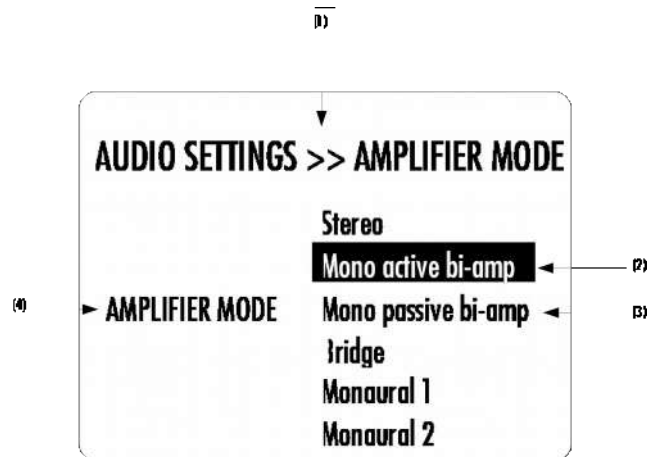 (1)
AUDIO SETTINGS >> AMPLIFIER MODE
Stereo
Mono active bi-amp (2)
(4) AMPLIFIER MODE Mono passive bi-amp (3)
Bridge
Monaural 1
Monaural 2